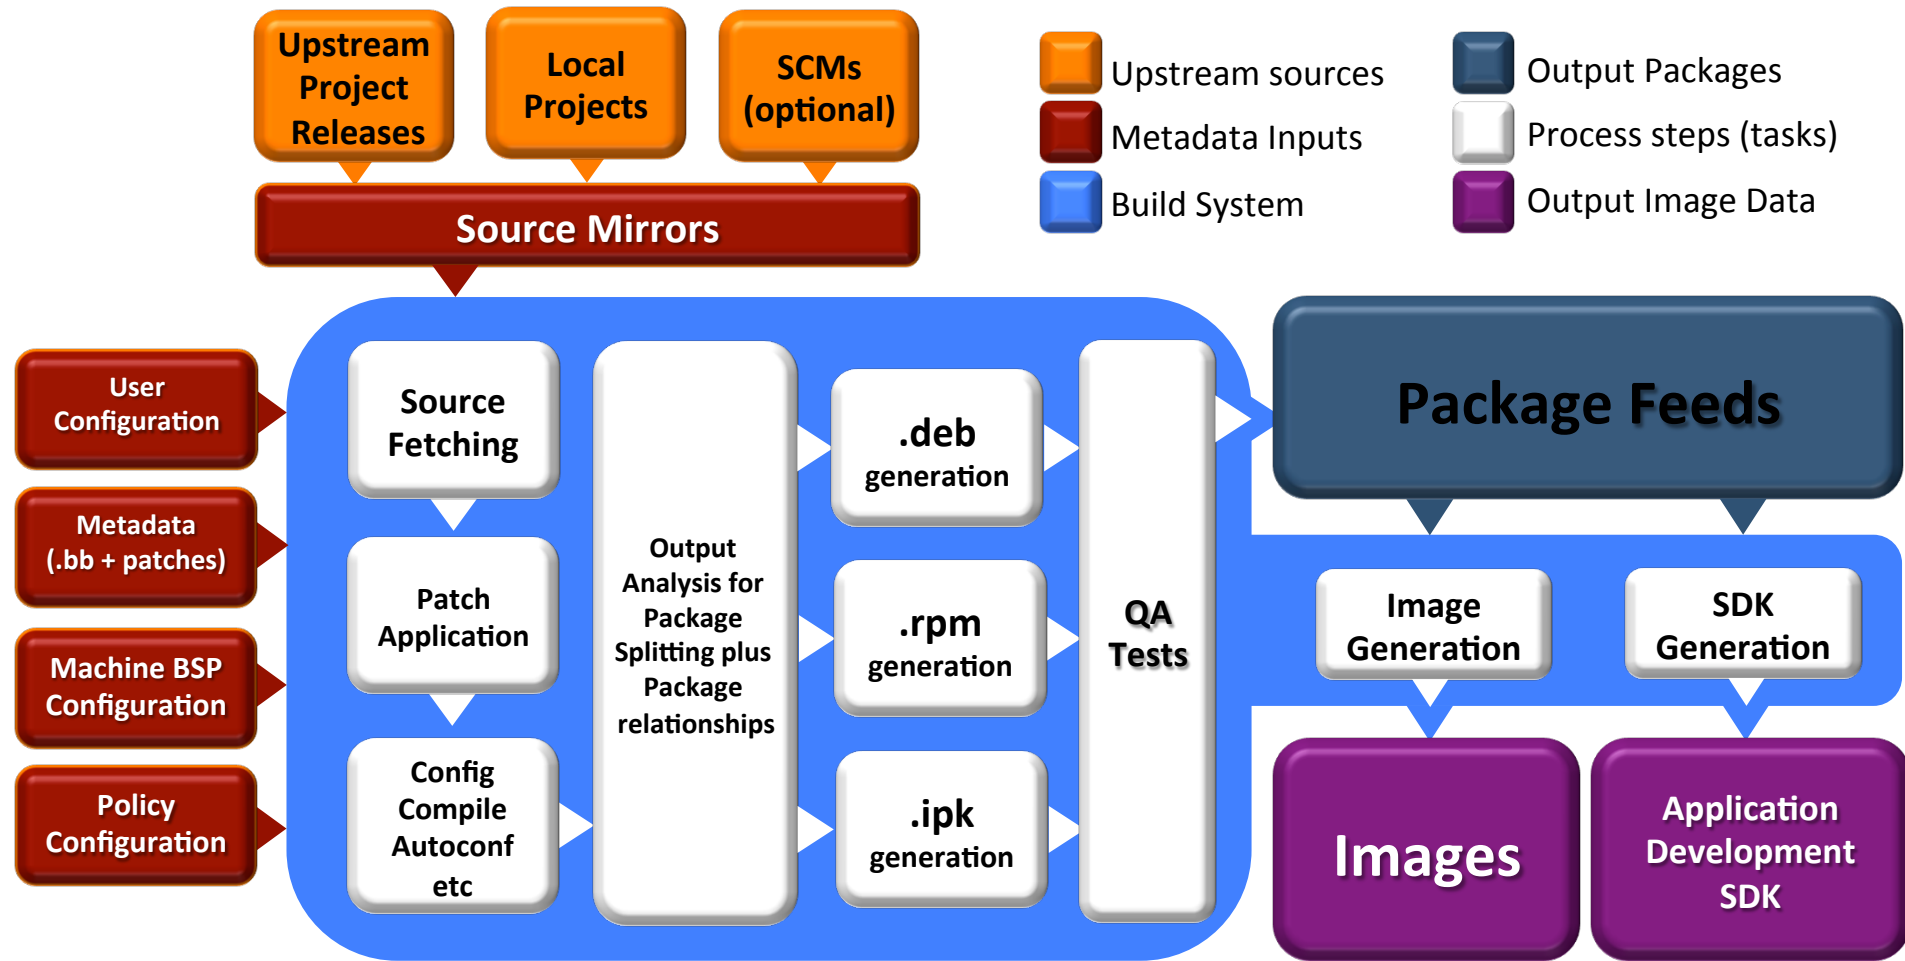 Upstream
Project
Releases
Local
Projects
SCMs
(optional)
Upstream sources
Metadata Inputs
Build System
Output Packages
Process steps (tasks)
Output Image Data
Source Mirrors
User
Configuration
Metadata
(.bb + patches)
Machine BSP
Configuration
Policy
Configuration
Source
Fetching
Patch
Application
Config
Compile
Autoconf
etc
Output
Analysis for
Package
Splitting plus
Package
relationships
.deb
generation
.rpm
generation
.ipk
generation
QA
Tests
Package Feeds
Image
Generation
SDK
Generation
Images
Application
Development
SDK